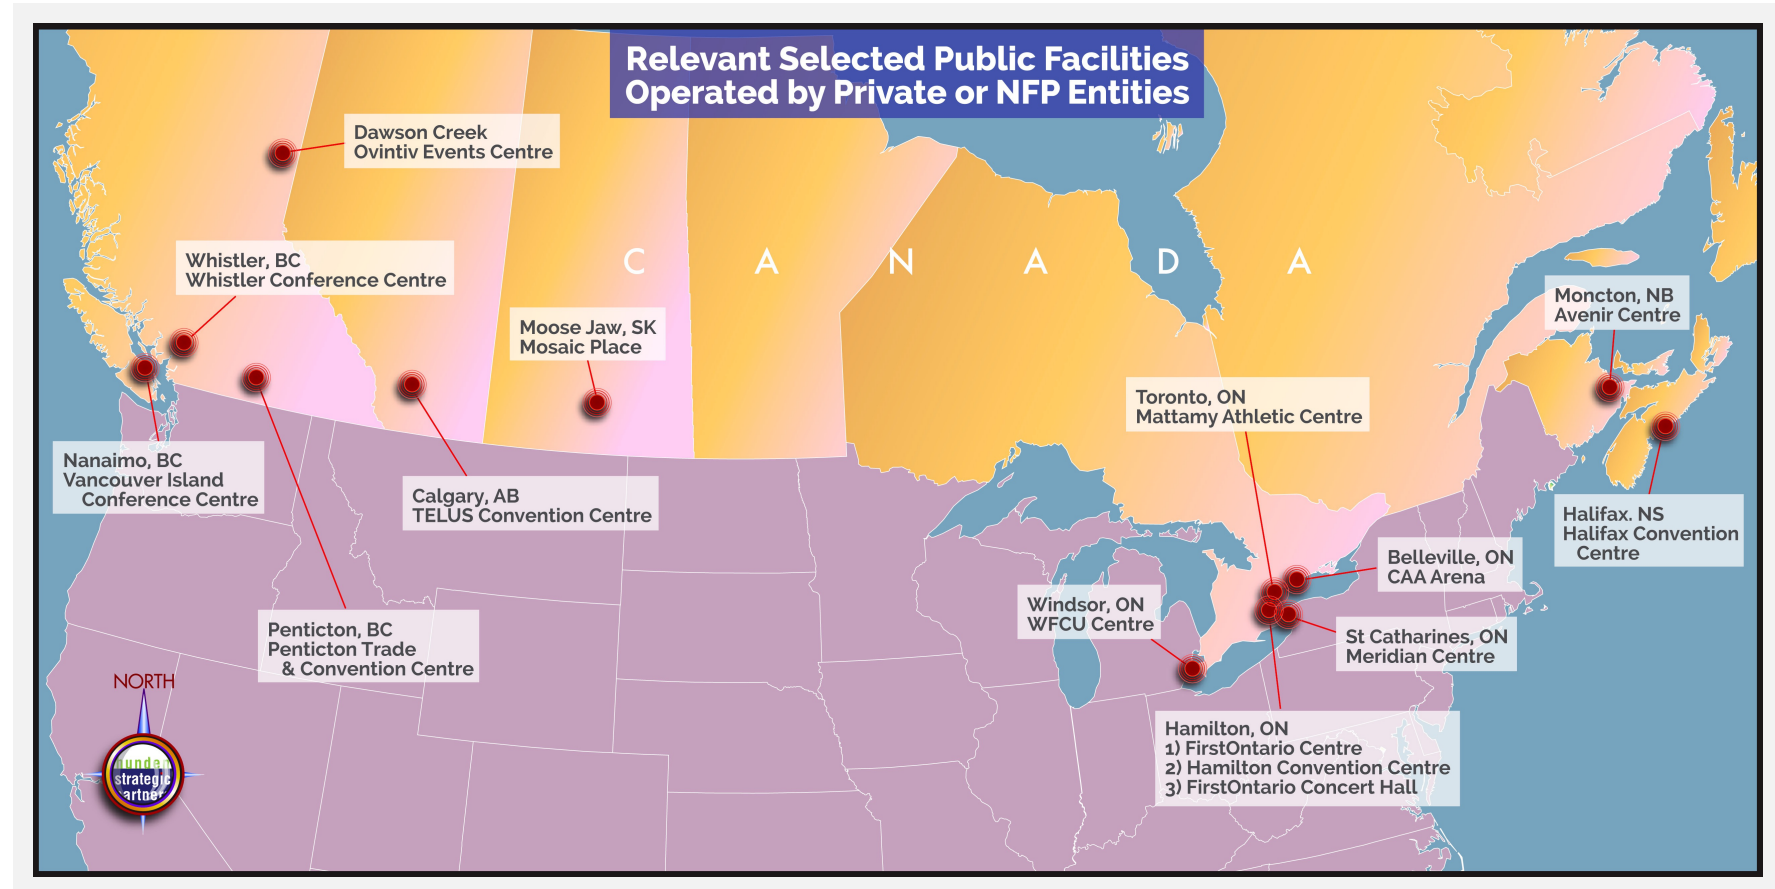 Relevant Selected Public Facilities
Operated by Private or NFP Entities
Dawson Creek
Ovintiv Events Centre
Whistler, BC
Whistler Conference Centre
C A N A D A
Moose Jaw, SK
Mosaic Place
Moncton, NB
Avenir Centre
Toronto, ON
Mattamy Athletic Centre
Nanaimo, BC
Vancouver Island
Conference Centre
Calgary, AB
TELUS Convention Centre
Halifax. NS
Halifax Convention
Centre
Belleville, ON
CAA Arena
Windsor, ON
WFCU Centre
Penticton, BC
Penticton Trade
& Convention Centre
St Catharines, ON
Meridian Centre
NORTH
strategic
Hamilton, ON
1) FirstOntario Centre
2) Hamilton Convention Centre
3) FirstOntario Concert Hall